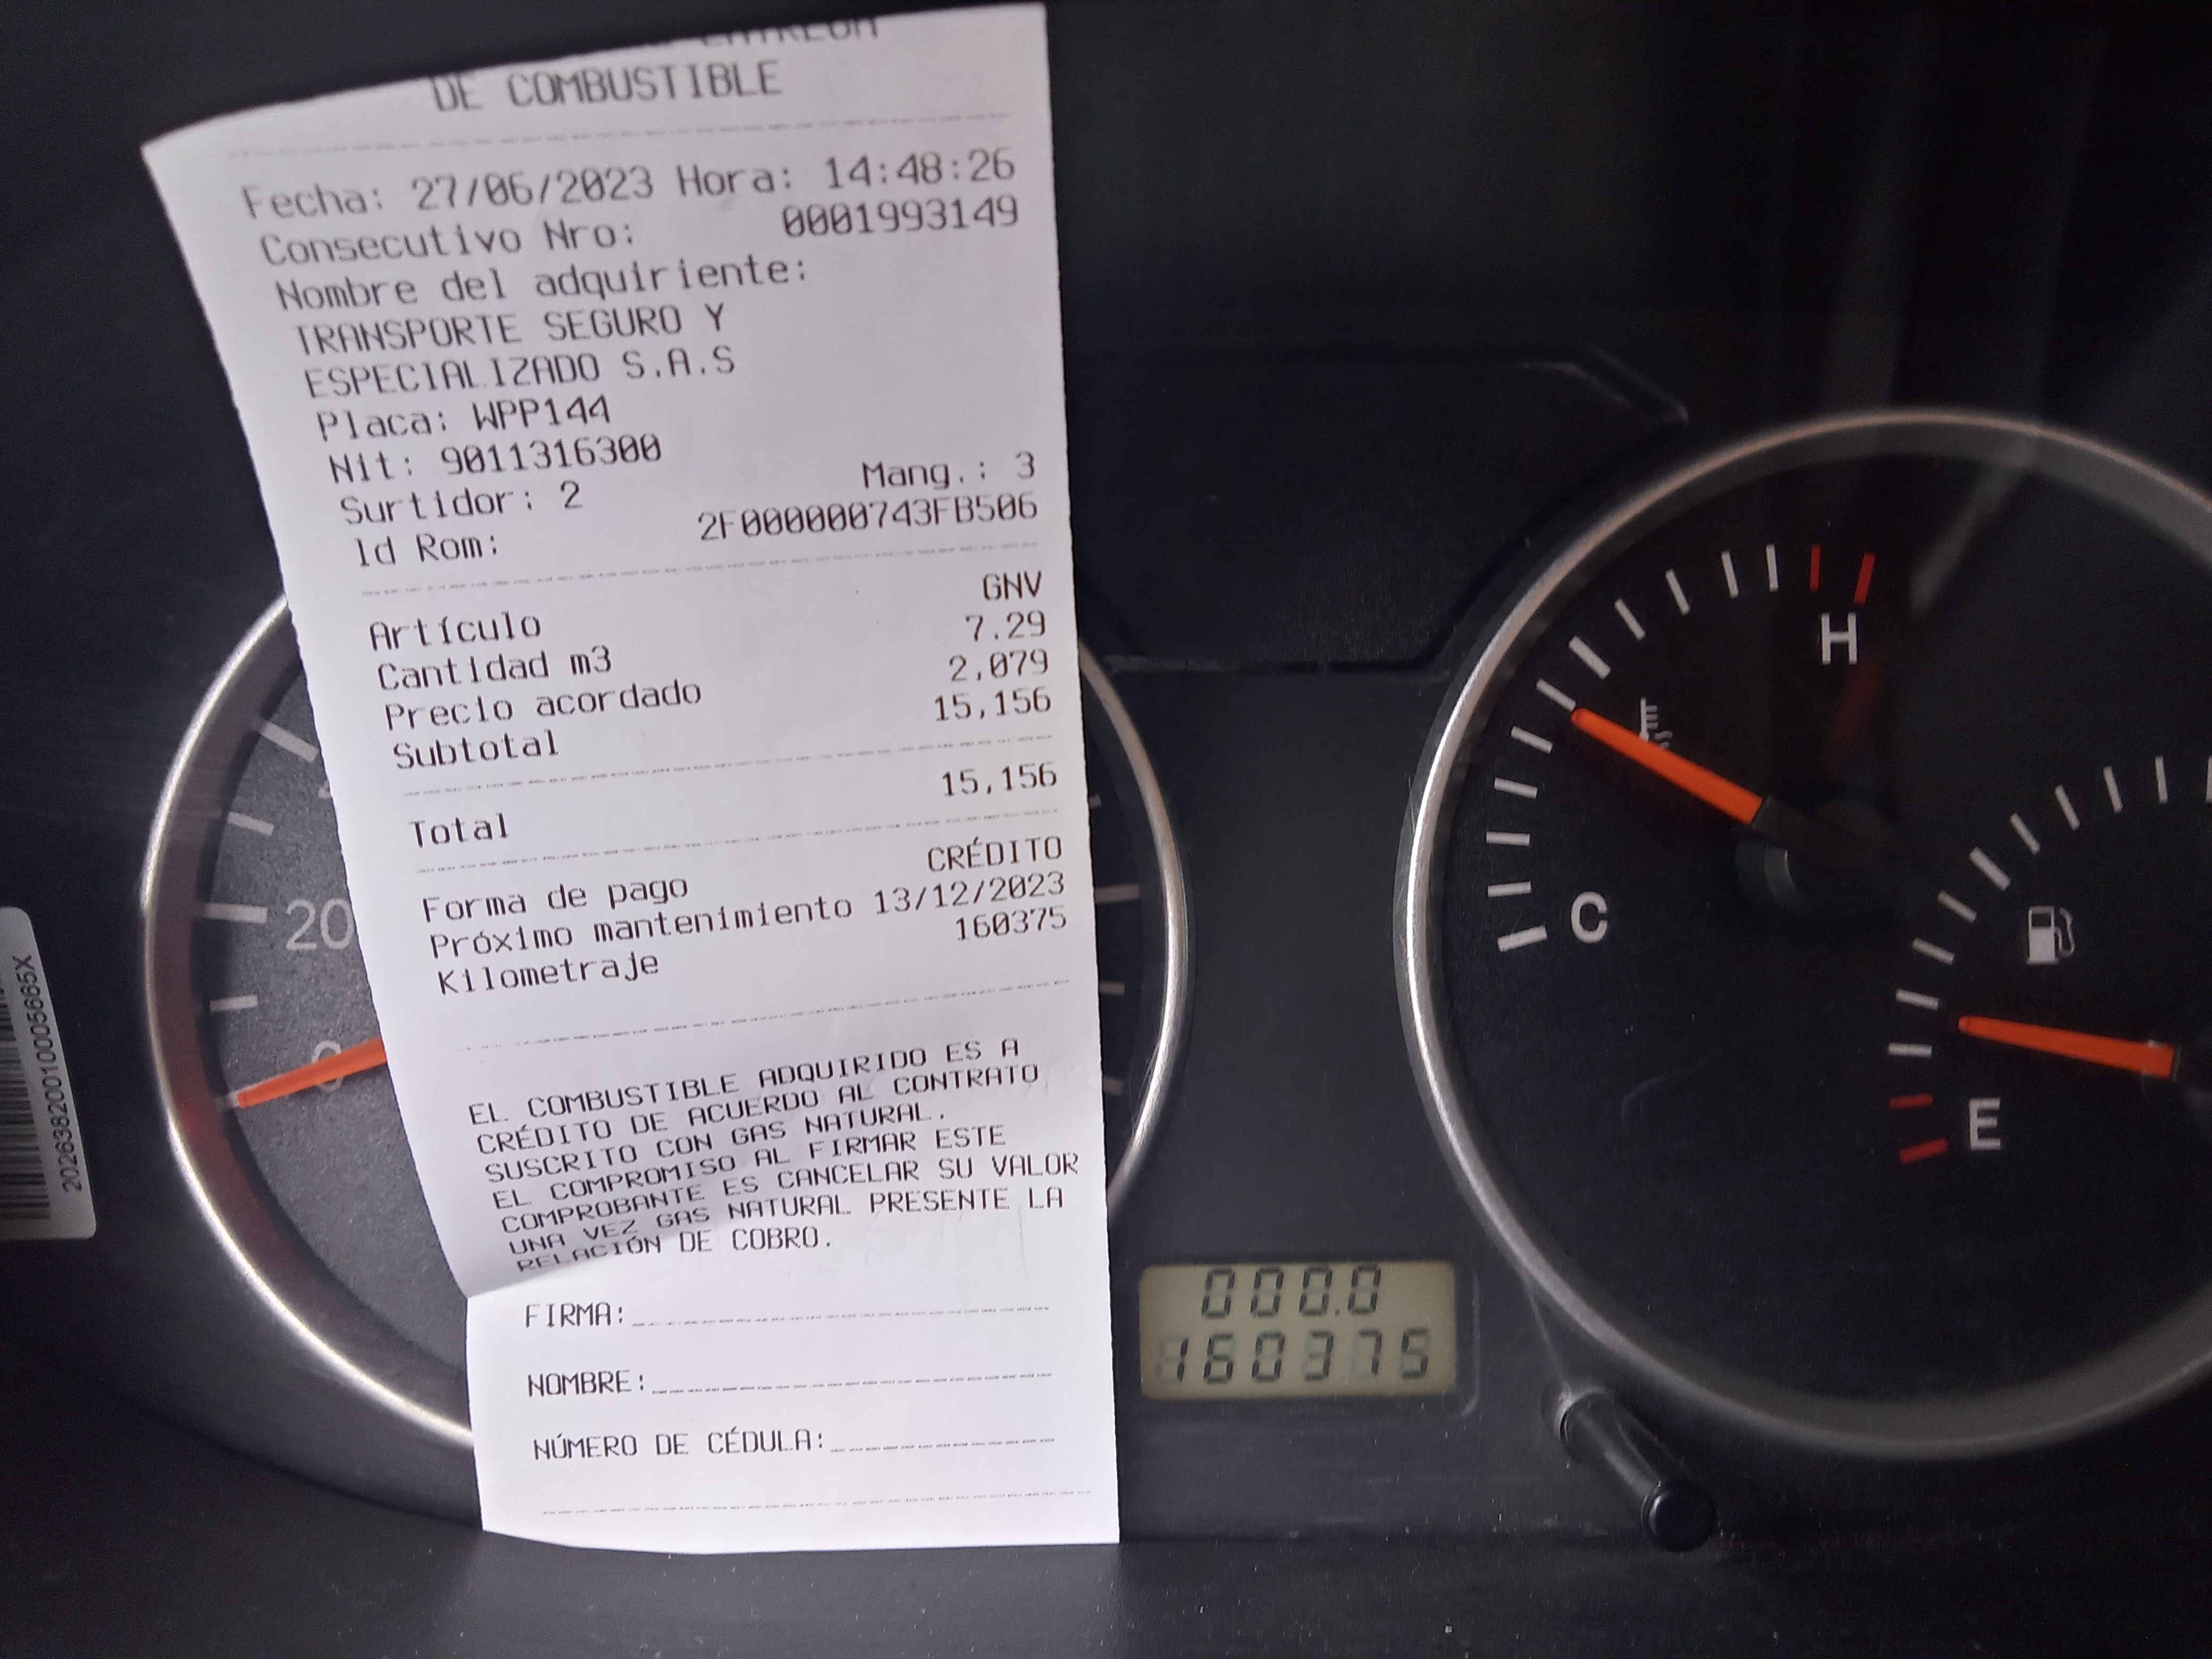 DE COMBUSTIBLE
Fecha: 27/06/2023 Hora: 14:48:26
Consecutivo Nro: 0001993149
Nombre del adquiriente:
TRANSPORTE SEGURO Y
ESPECIALIZADO S.A.S
Placa: WPP144
Nit: 9011316300
Surtidor: 2 Mang.: 3
Id Rom: 2F000000743FB506
Artículo GNV
Cantidad m3 7.29
Precio acordado 2,079
Subtotal 15,156
Total 15,156
Forma de pago CRÉDITO
Próximo mantenimiento 13/12/2023
Kilometraje 160375
EL COMBUSTIBLE ADQUIRIDO ES A
CRÉDITO DE ACUERDO AL CONTRATO
SUSCRITO CON GAS NATURAL.
EL COMPROMISO AL FIRMAR ESTE
COMPROBANTE ES CANCELAR SU VALOR
UNA VEZ GAS NATURAL PRESENTE LA
RELACIÓN DE COBRO.
FIRMA:
NOMBRE:
NÚMERO DE CÉDULA:
20
0
20263820010005665X
H
C
E
000.0
160375